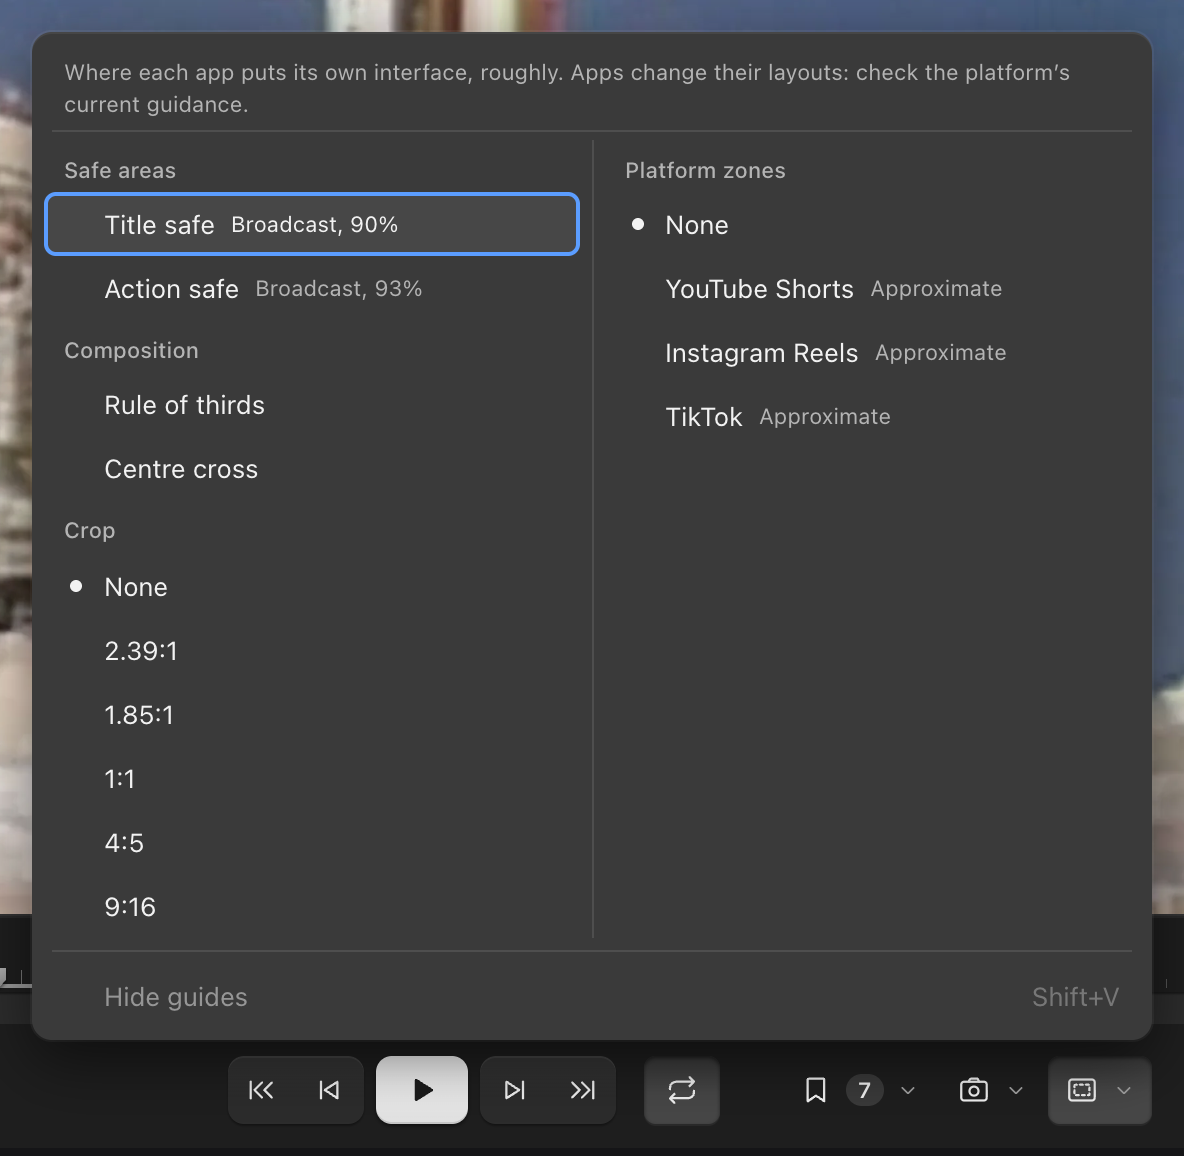 Where each app puts its own interface, roughly. Apps change their layouts: check the platform’s
current guidance.
Safe areas
Title safe Broadcast, 90%
Action safe Broadcast, 93%
Composition
Rule of thirds
Centre cross
Crop
None
2.39:1
1.85:1
1:1
4:5
9:16
Platform zones
None
YouTube Shorts Approximate
Instagram Reels Approximate
TikTok Approximate
Hide guides Shift+V
7